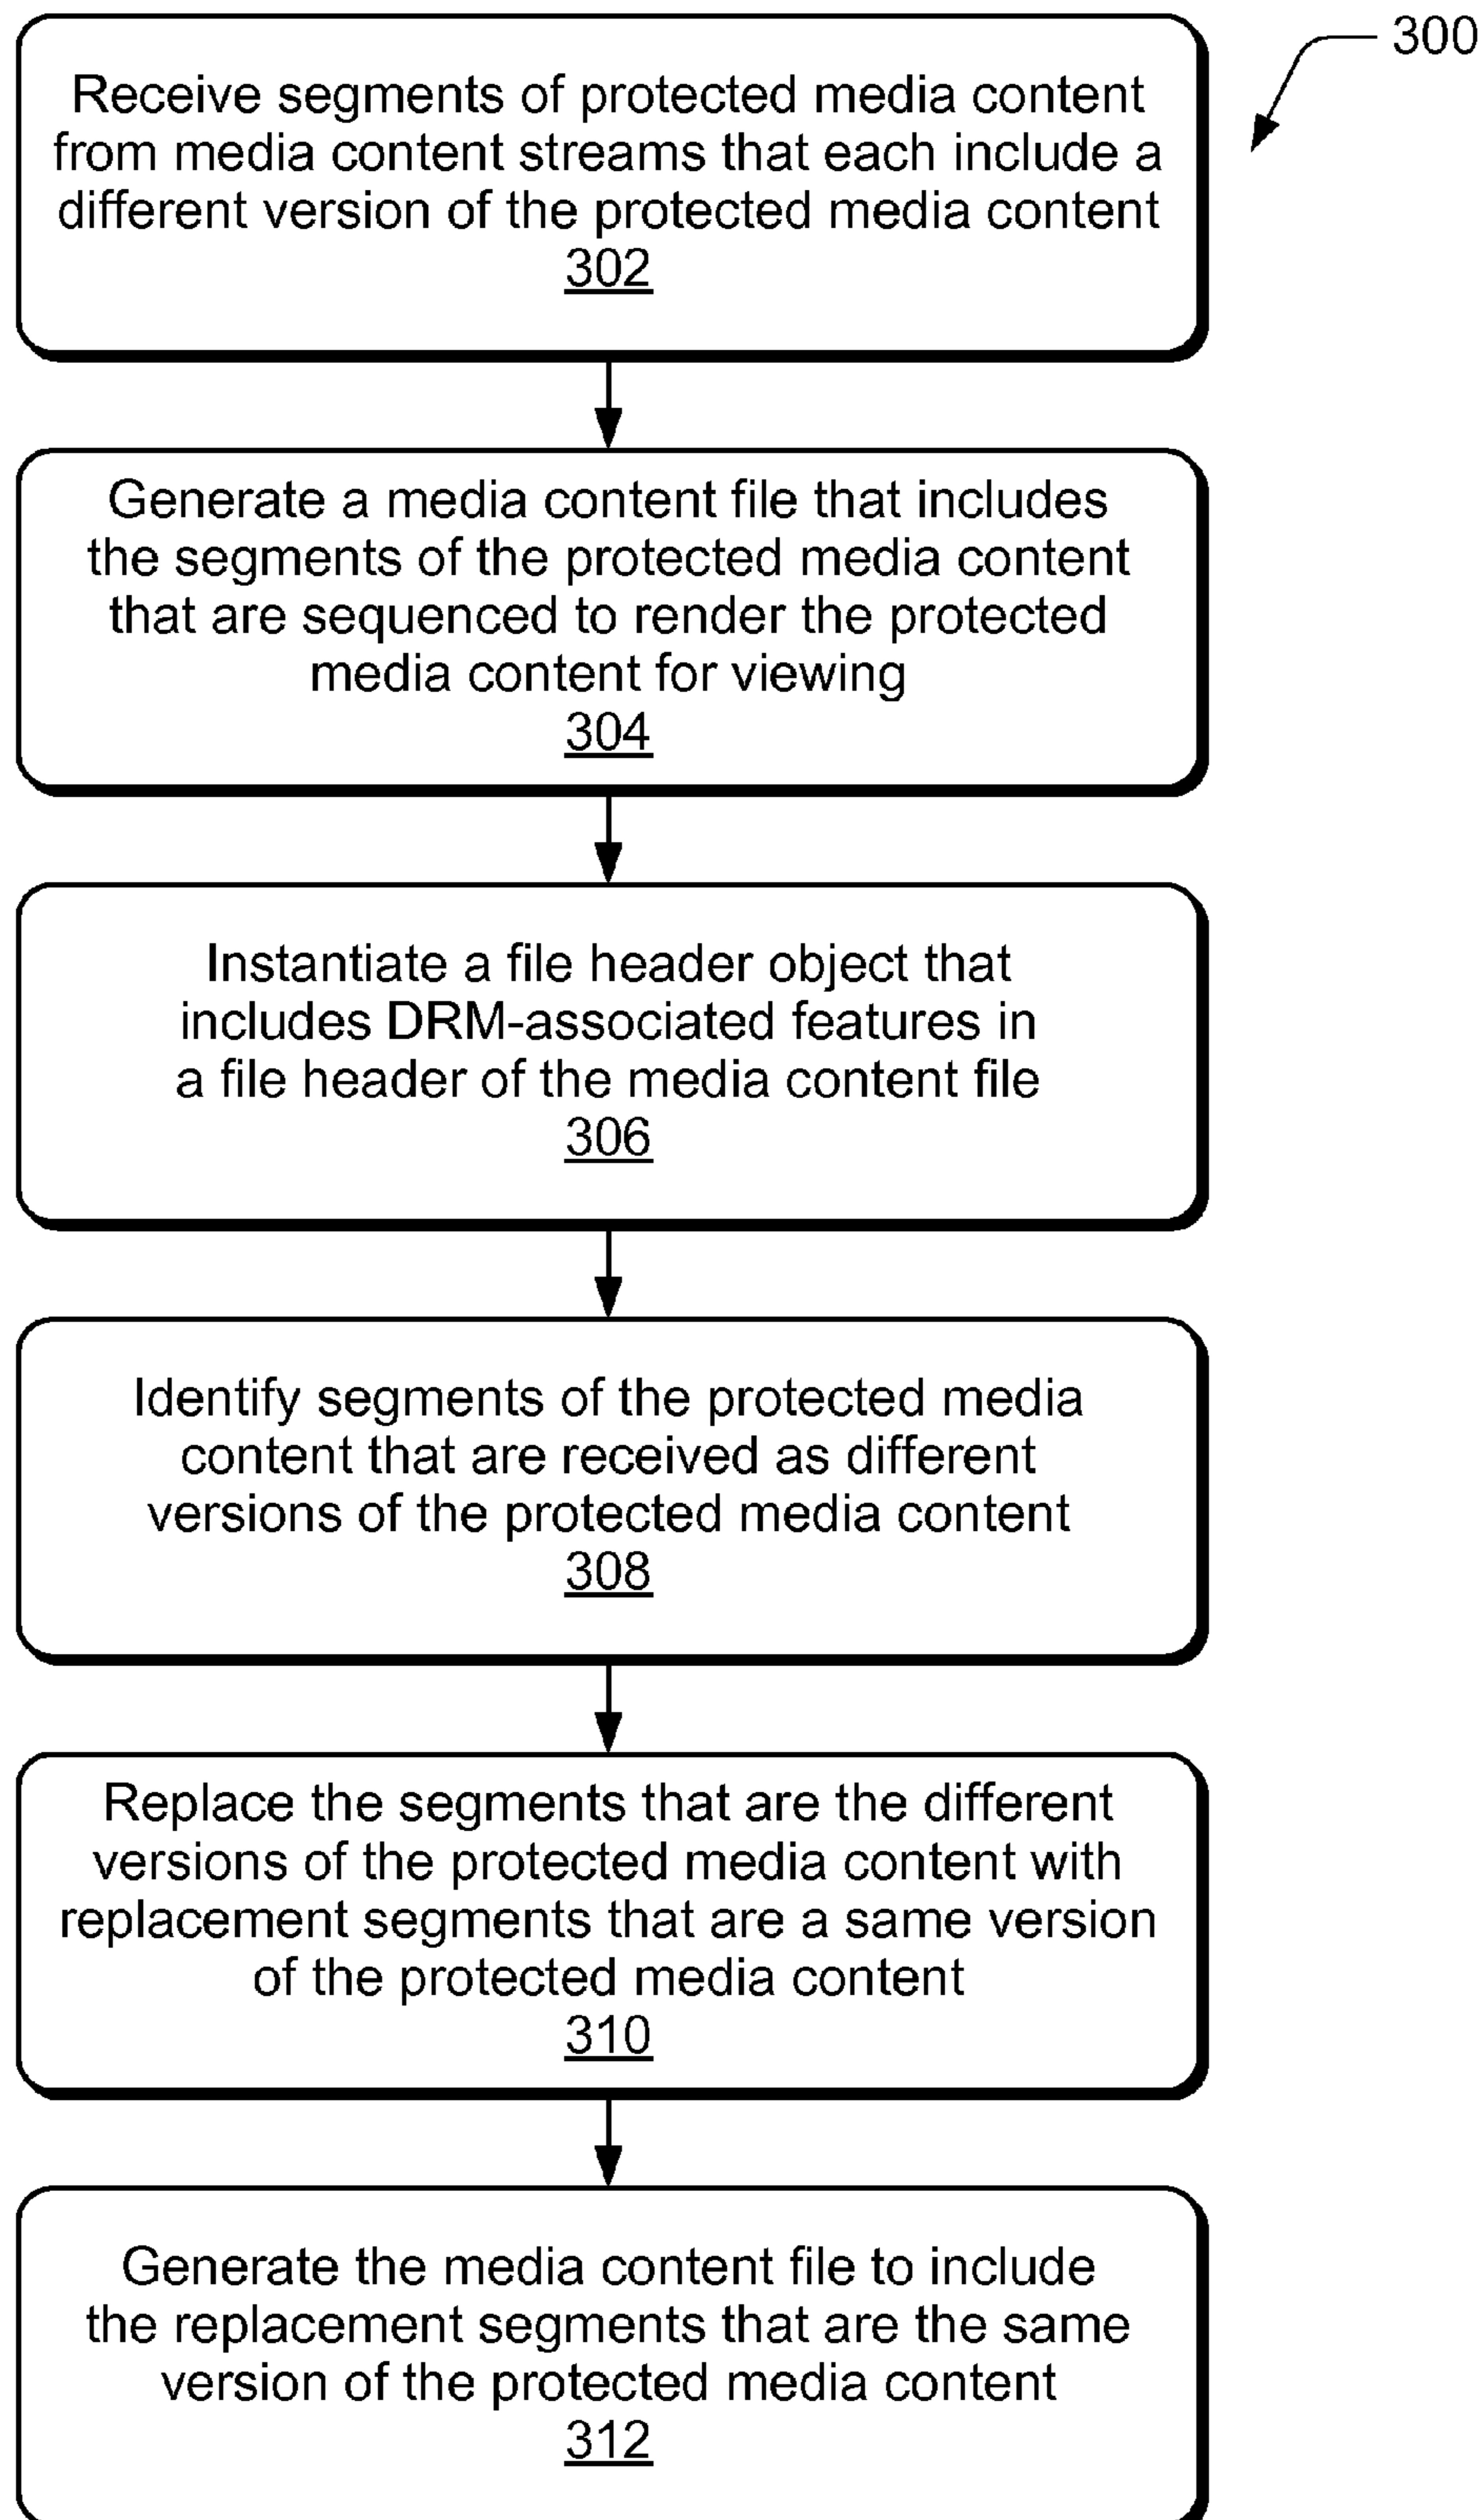 300
Receive segments of protected media content
from media content streams that each include a
different version of the protected media content
302
Generate a media content file that includes
the segments of the protected media content
that are sequenced to render the protected
media content for viewing
304
Instantiate a file header object that
includes DRM-associated features in
a file header of the media content file
306
Identify segments of the protected media
content that are received as different
versions of the protected media content
308
Replace the segments that are the different
versions of the protected media content with
replacement segments that are a same version
of the protected media content
310
Generate the media content file to include
the replacement segments that are the same
version of the protected media content
312